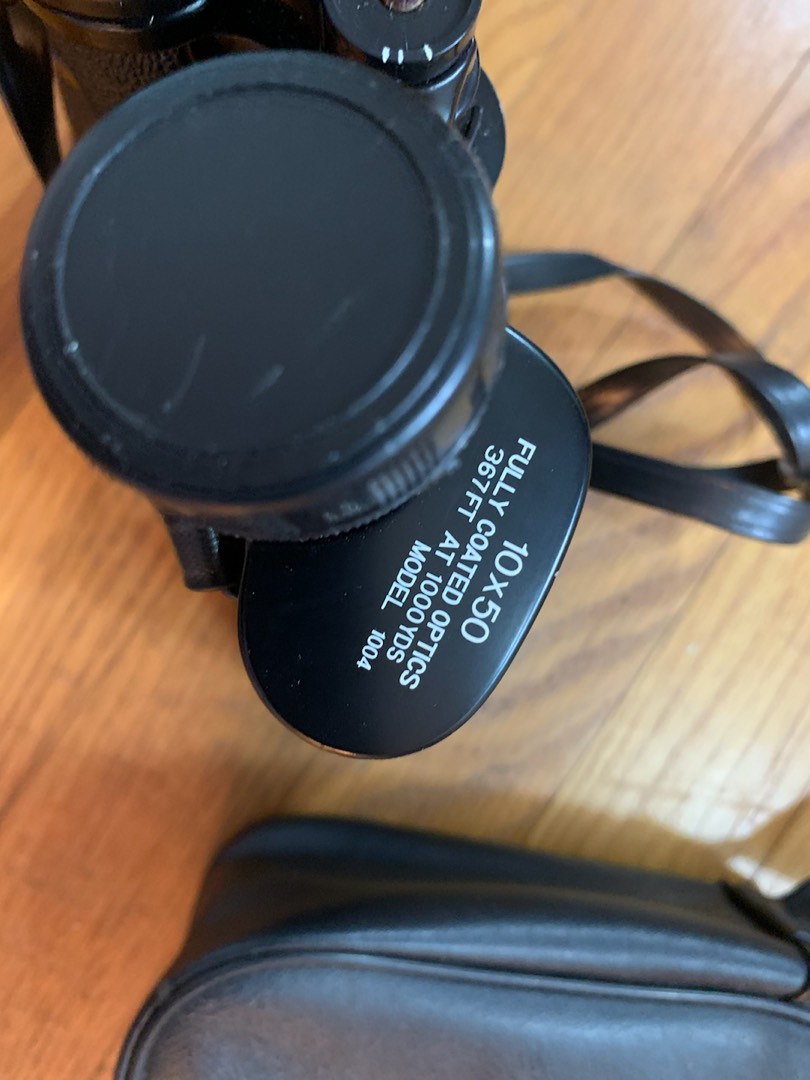 10x50
FULLY COATED OPTICS
367FT AT 1000YDS
MODEL 1004